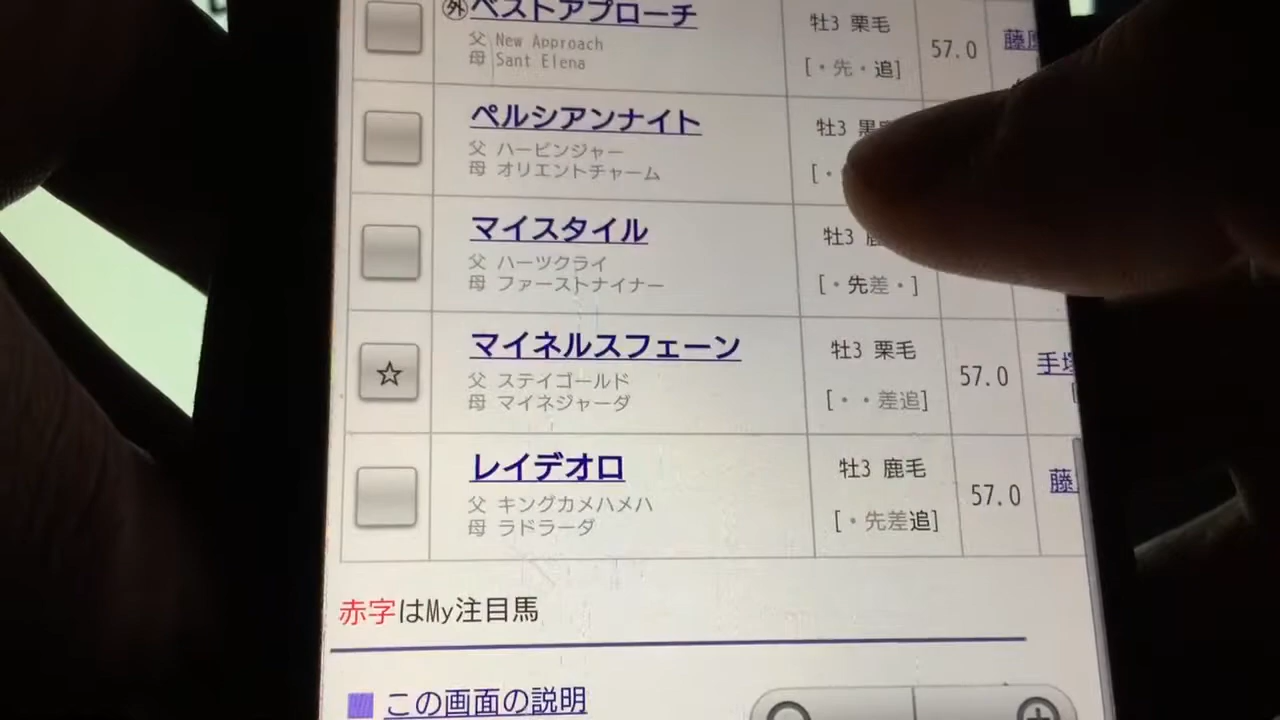 外 ベストアプローチ
父 New Approach
母 Sant Elena
牡3 栗毛
[・先・追]
57.0
藤
ペルシアンナイト
父 ハービンジャー
母 オリエントチャーム
牡3 黒
[・
マイスタイル
父 ハーツクライ
母 ファーストナイナー
牡3
[・先差・]
☆
マイネルスフェーン
父 ステイゴールド
母 マイネジャーダ
牡3 栗毛
[・・差追]
57.0
手塚
レイデオロ
父 キングカメハメハ
母 ラドラーダ
牡3 鹿毛
[・先差追]
57.0
藤
赤字はMy注目馬
この画面の説明